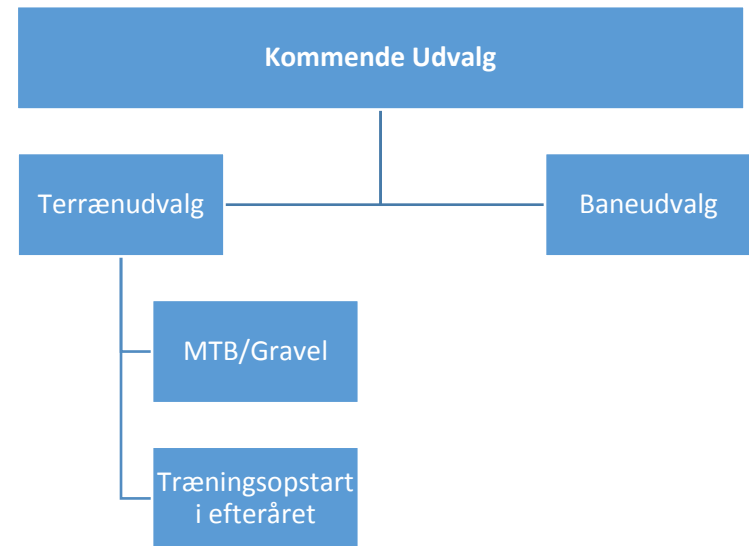 Kommende Udvalg
Terrænudvalg
Baneudvalg
MTB/Gravel
Træningsopstart
i efteråret